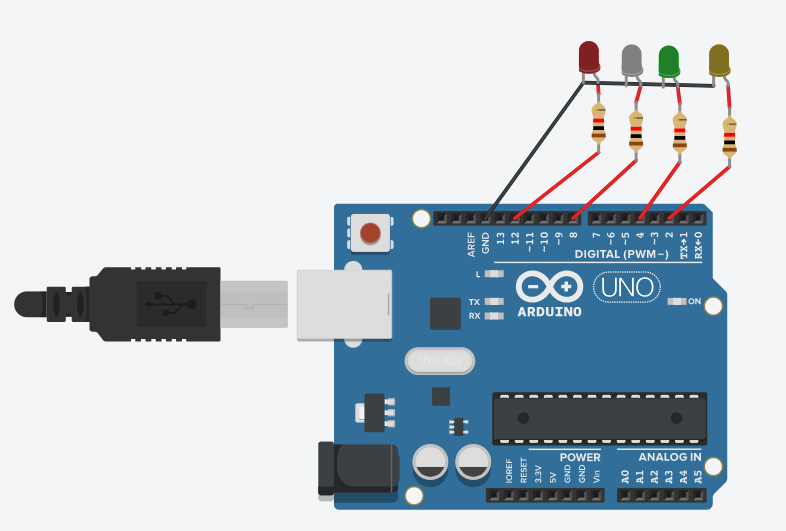 AREF
GND
13
12
~11
~10
~9
8
7
~6
~5
4
~3
2
TX→1
RX←0
DIGITAL (PWM~)
L
TX
RX
UNO
ON
ARDUINO
POWER
ANALOG IN
IOREF
RESET
3.3V
5V
GND
GND
Vin
A0
A1
A2
A3
A4
A5